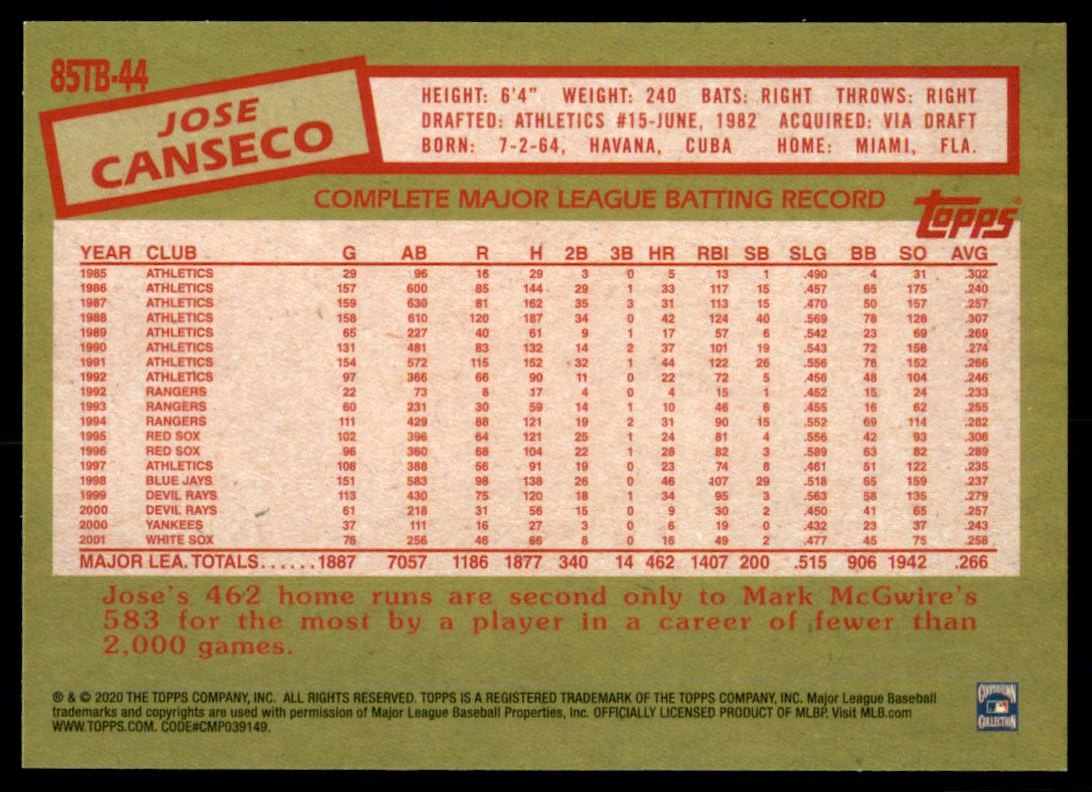 85TB-44
JOSE
CANSECO
HEIGHT: 6'4" WEIGHT: 240 BATS: RIGHT THROWS: RIGHT
DRAFTED: ATHLETICS #15-JUNE, 1982 ACQUIRED: VIA DRAFT
BORN: 7-2-64, HAVANA, CUBA HOME: MIAMI, FLA.
COMPLETE MAJOR LEAGUE BATTING RECORD
Topps®
YEAR CLUB G AB R H 2B 3B HR RBI SB SLG BB SO AVG
1985 ATHLETICS 29 96 16 29 3 0 5 13 1 .490 4 31 .302
1986 ATHLETICS 157 600 85 144 29 1 33 117 15 .457 65 175 .240
1987 ATHLETICS 159 630 81 162 35 3 31 113 15 .470 50 157 .257
1988 ATHLETICS 158 610 120 187 34 0 42 124 40 .569 78 128 .307
1989 ATHLETICS 65 227 40 61 9 1 17 57 6 .542 23 69 .269
1990 ATHLETICS 131 481 83 132 14 2 37 101 19 .543 72 158 .274
1991 ATHLETICS 154 572 115 152 32 1 44 122 26 .556 78 152 .266
1992 ATHLETICS 97 366 66 90 11 0 22 72 5 .456 48 104 .246
1992 RANGERS 22 73 8 17 4 0 4 15 1 .452 15 24 .233
1993 RANGERS 60 231 30 59 14 1 10 46 6 .455 16 62 .255
1994 RANGERS 111 429 88 121 19 2 31 90 15 .552 69 114 .282
1995 RED SOX 102 396 64 121 25 1 24 81 4 .556 42 93 .306
1996 RED SOX 96 360 68 104 22 1 28 82 3 .589 63 82 .289
1997 ATHLETICS 108 388 56 91 19 0 23 74 8 .461 51 122 .235
1998 BLUE JAYS 151 583 98 138 26 0 46 107 29 .518 65 159 .237
1999 DEVIL RAYS 113 430 75 120 18 1 34 95 3 .563 58 135 .279
2000 DEVIL RAYS 61 218 31 56 15 0 9 30 2 .450 41 65 .257
2000 YANKEES 37 111 16 27 3 0 6 19 0 .432 23 37 .243
2001 WHITE SOX 76 256 46 66 8 0 16 49 2 .477 45 75 .258
MAJOR LEA. TOTALS......1887 7057 1186 1877 340 14 462 1407 200 .515 906 1942 .266
Jose's 462 home runs are second only to Mark McGwire's
583 for the most by a player in a career of fewer than
2,000 games.
® & © 2020 THE TOPPS COMPANY, INC. ALL RIGHTS RESERVED. TOPPS IS A REGISTERED TRADEMARK OF THE TOPPS COMPANY, INC. Major League Baseball
trademarks and copyrights are used with permission of Major League Baseball Properties, Inc. OFFICIALLY LICENSED PRODUCT OF MLBP. Visit MLB.com
WWW.TOPPS.COM. CODE#CMP039149.
COOPERSTOWN
COLLECTION